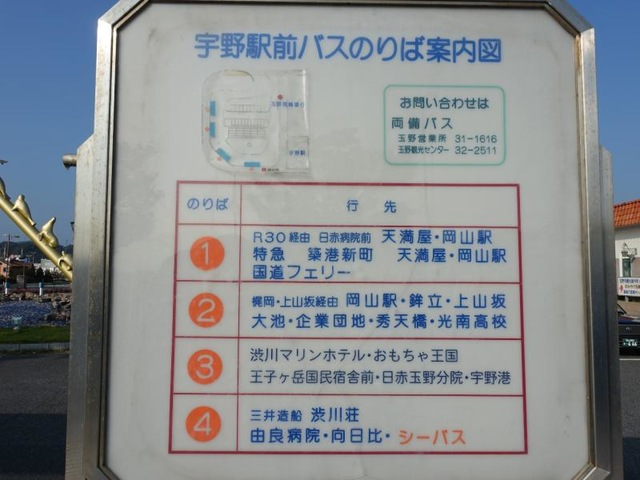 宇野駅前バスのりば案内図
お問い合わせは
両備バス
玉野営業所 31-1616
玉野観光センター 32-2511
宇野駅
のりば 行先
1 R30経由 日赤病院前 天満屋・岡山駅
特急 築港新町 天満屋・岡山駅
国道フェリー
2 梶岡・上山坂経由 岡山駅・鉾立・上山坂
大池・企業団地・秀天橋・光南高校
3 渋川マリンホテル・おもちゃ王国
王子ヶ岳国民宿舎前・日赤玉野分院・宇野港
4 三井造船 渋川荘
由良病院・向日比・シーバス